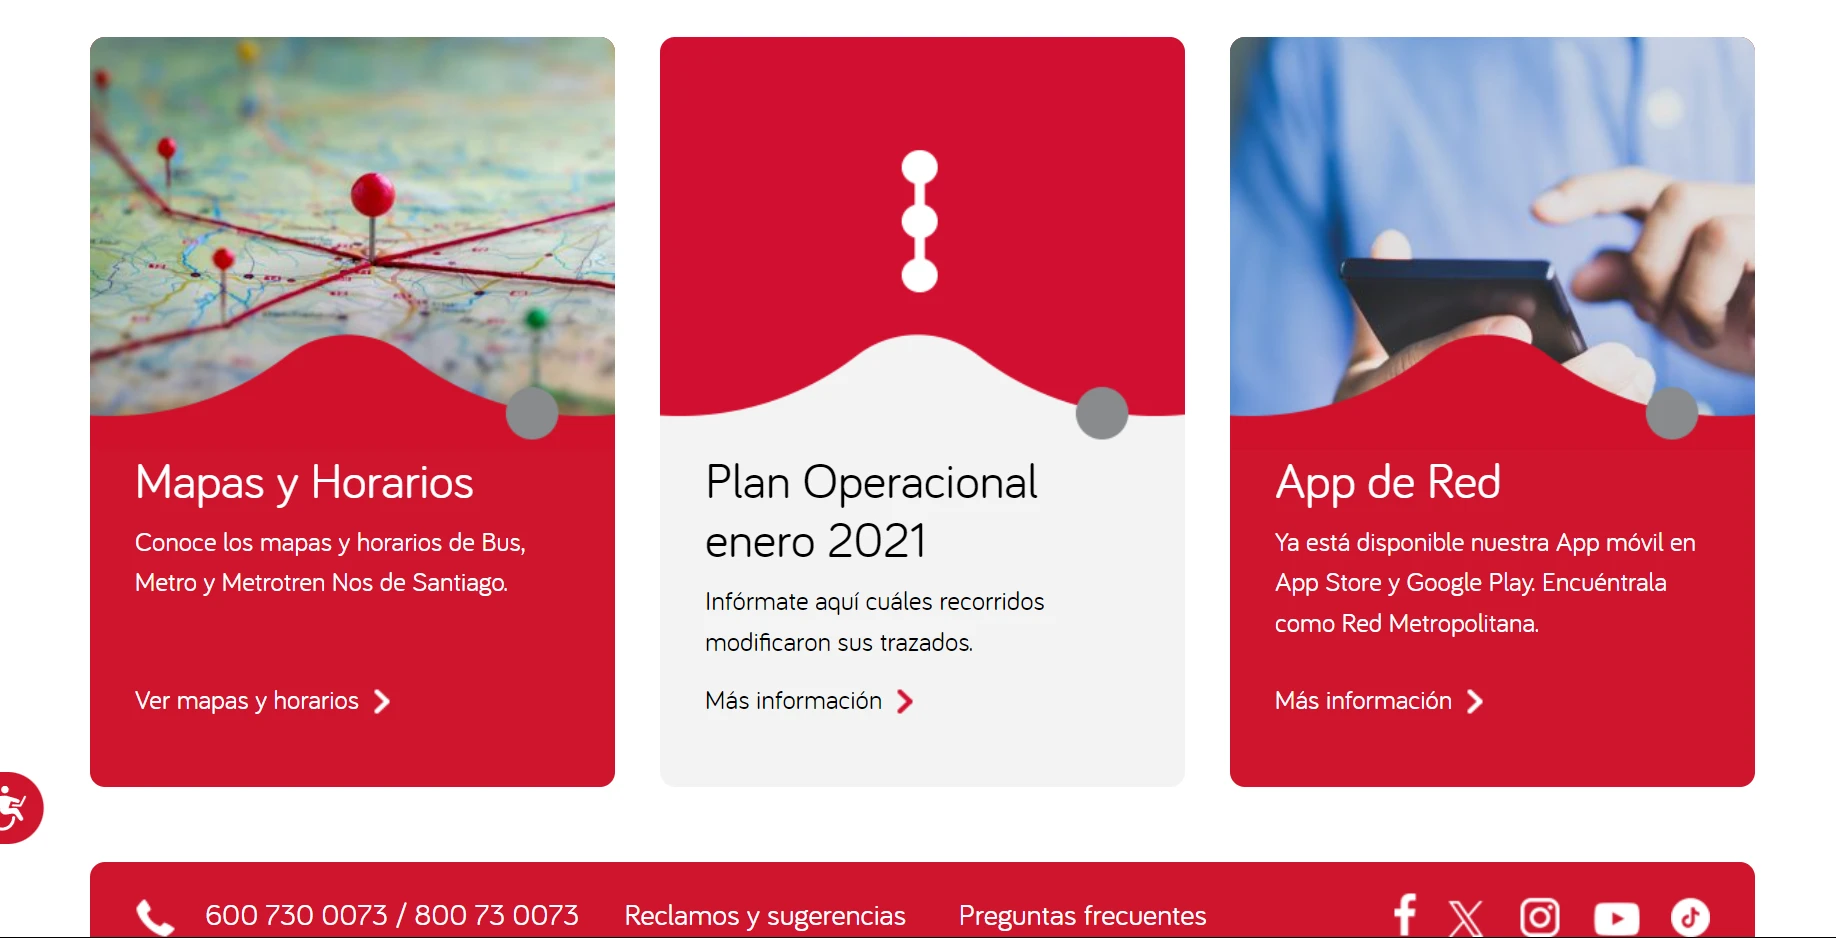 Mapas y Horarios
Conoce los mapas y horarios de Bus,
Metro y Metrotren Nos de Santiago.
Ver mapas y horarios
Plan Operacional
enero 2021
Infórmate aquí cuáles recorridos
modificaron sus trazados.
Más información
App de Red
Ya está disponible nuestra App móvil en
App Store y Google Play. Encuéntrala
como Red Metropolitana.
Más información
600 730 0073 / 800 73 0073
Reclamos y sugerencias
Preguntas frecuentes